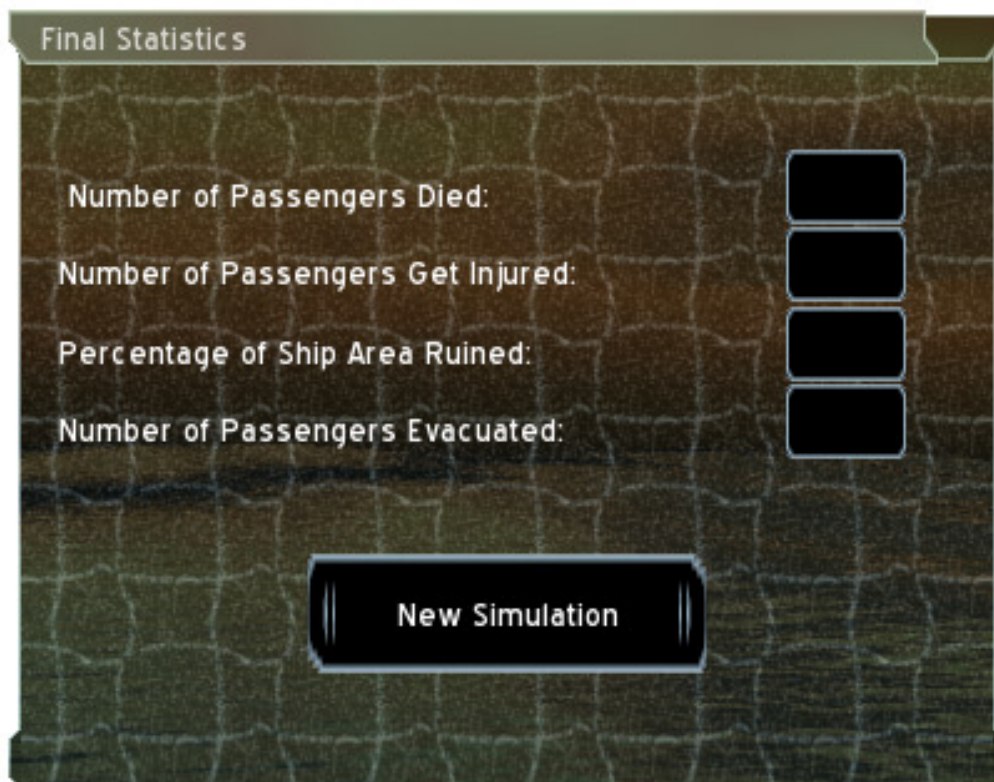 Final Statistics
Number of Passengers Died:
Number of Passengers Get Injured:
Percentage of Ship Area Ruined:
Number of Passengers Evacuated:
New Simulation